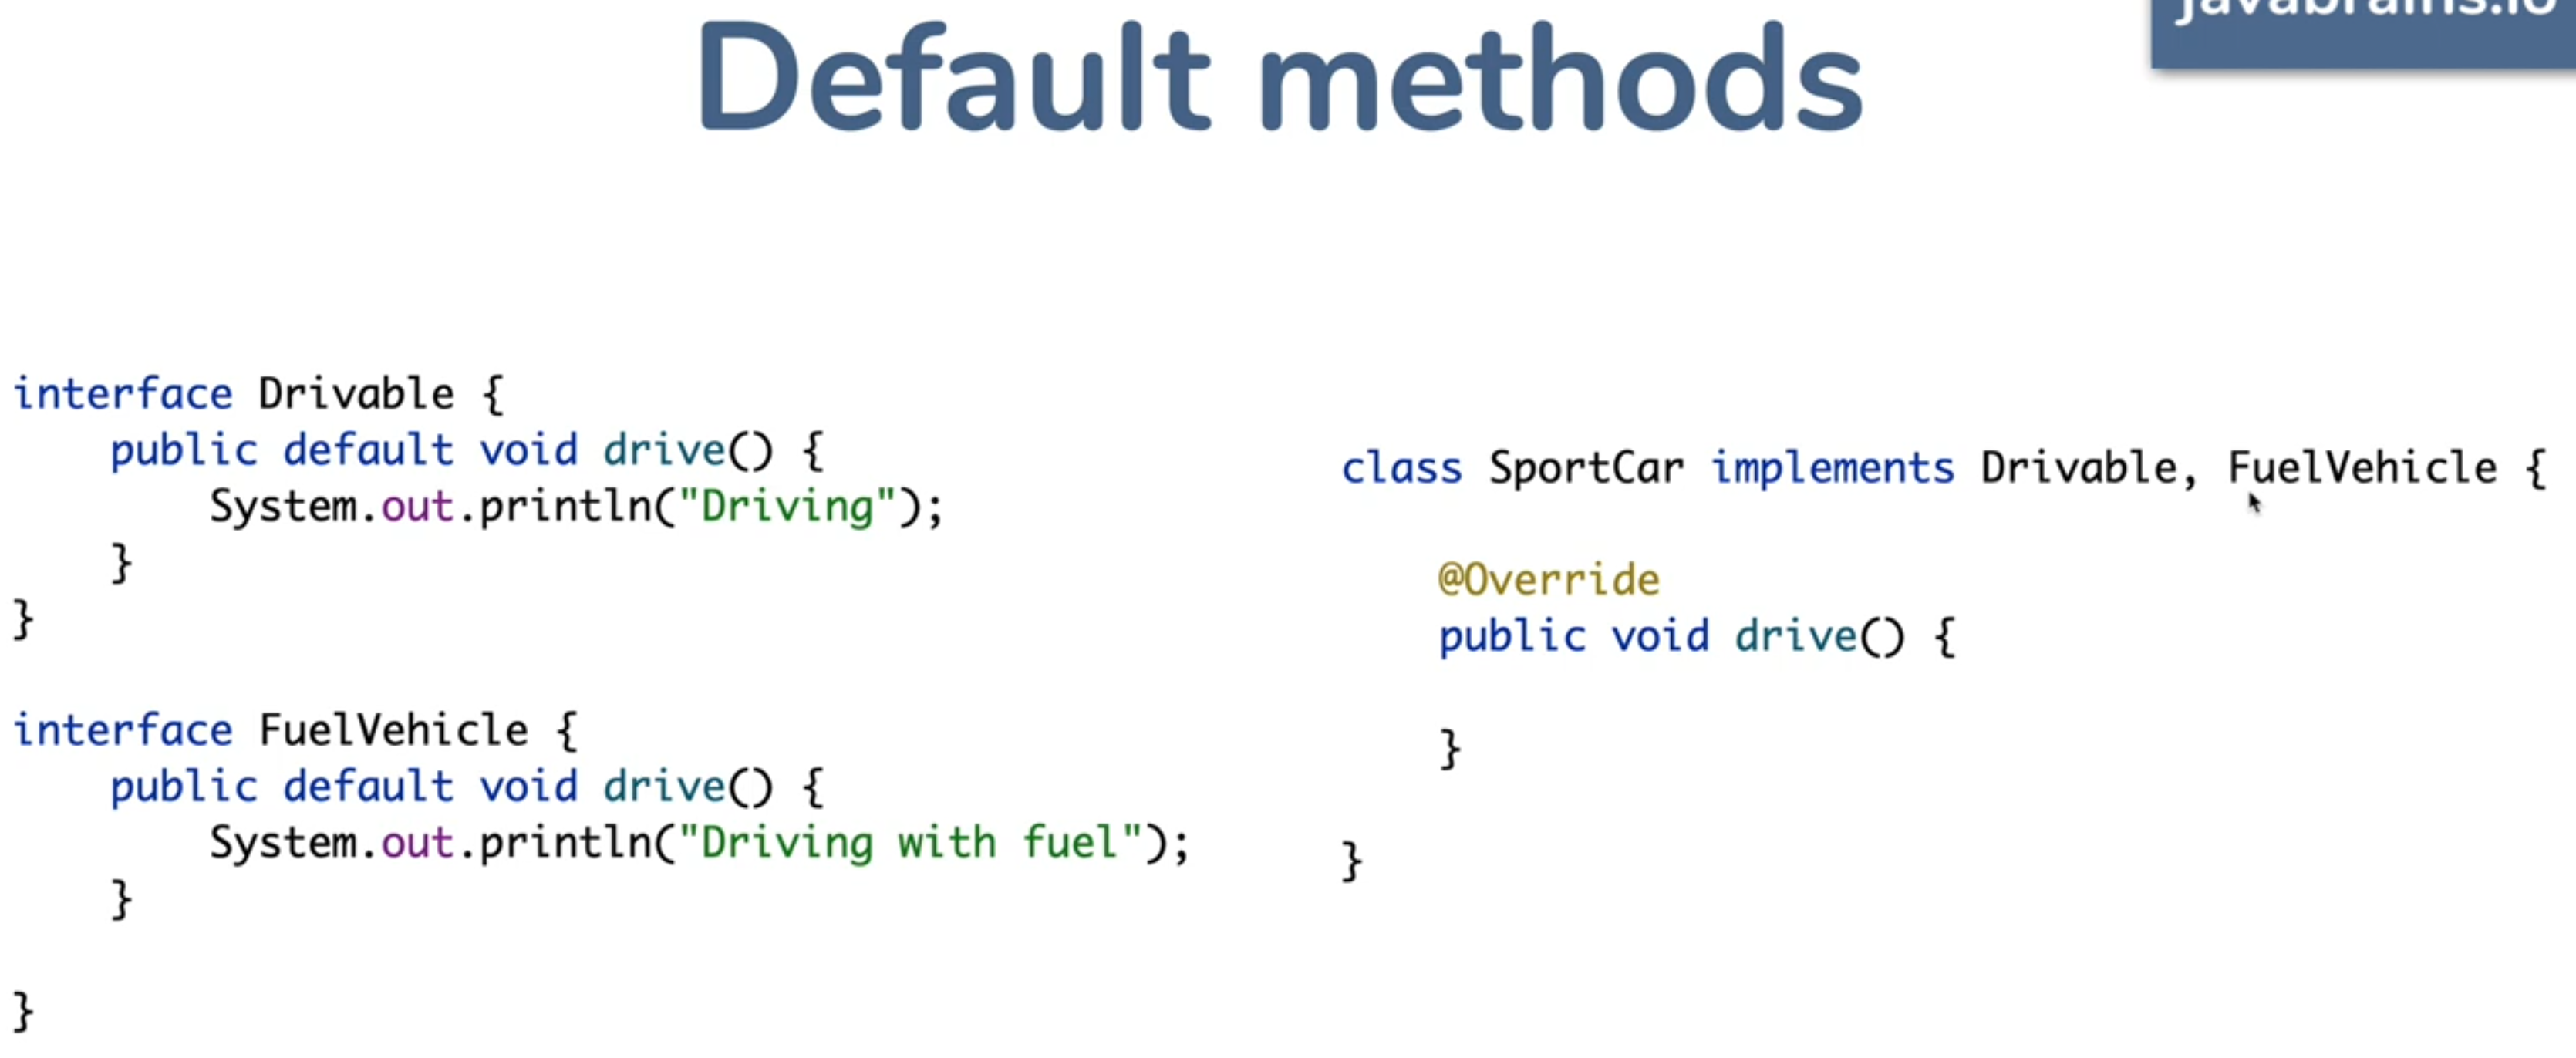 javabrains.io
Default methods
interface Drivable {
public default void drive() {
System.out.println("Driving");
}
}
interface FuelVehicle {
public default void drive() {
System.out.println("Driving with fuel");
}
}
class SportCar implements Drivable, FuelVehicle {
@Override
public void drive() {
}
}